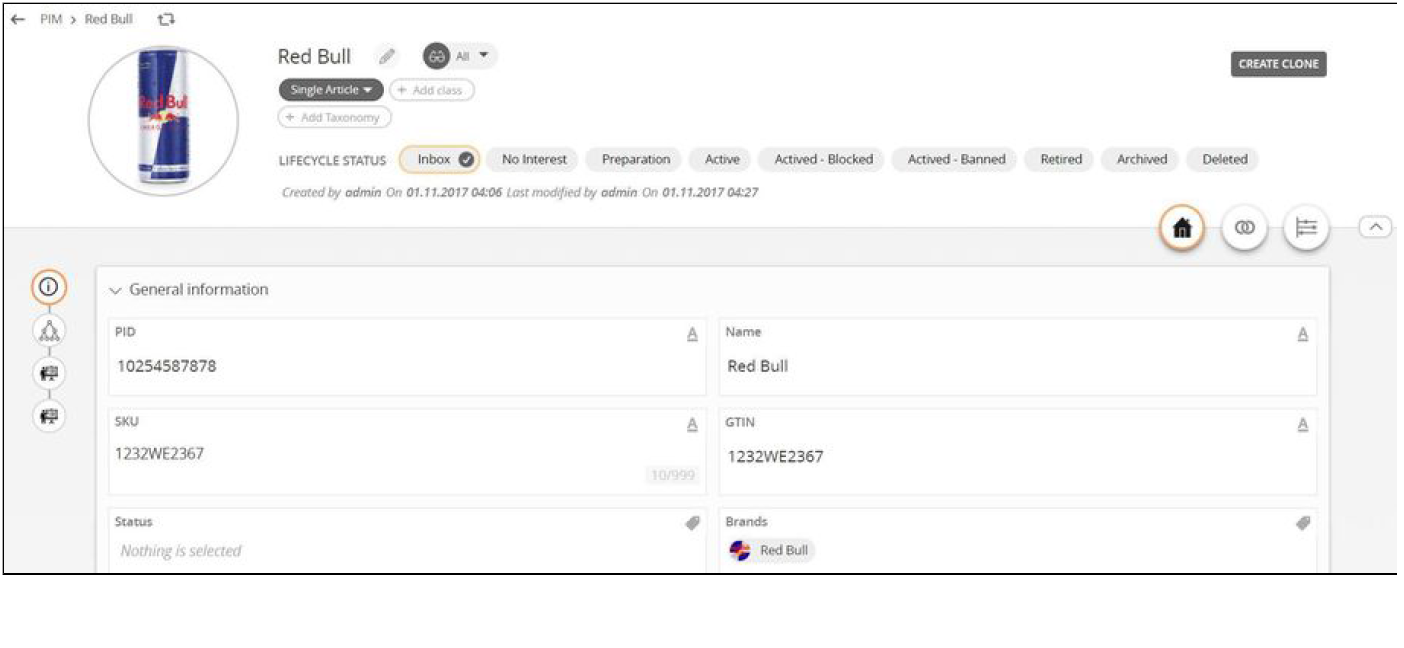 PIM > Red Bull
Red Bull All
CREATE CLONE
Single Article + Add class
+ Add Taxonomy
Red Bull
LIFECYCLE STATUS Inbox No Interest Preparation Active Actived - Blocked Actived - Banned Retired Archived Deleted
Created by admin On 01.11.2017 04:06 Last modified by admin On 01.11.2017 04:27
General information
PID A Name A
10254587878 Red Bull
SKU A GTIN A
1232WE2367 1232WE2367
10/999
Status Brands
Nothing is selected Red Bull